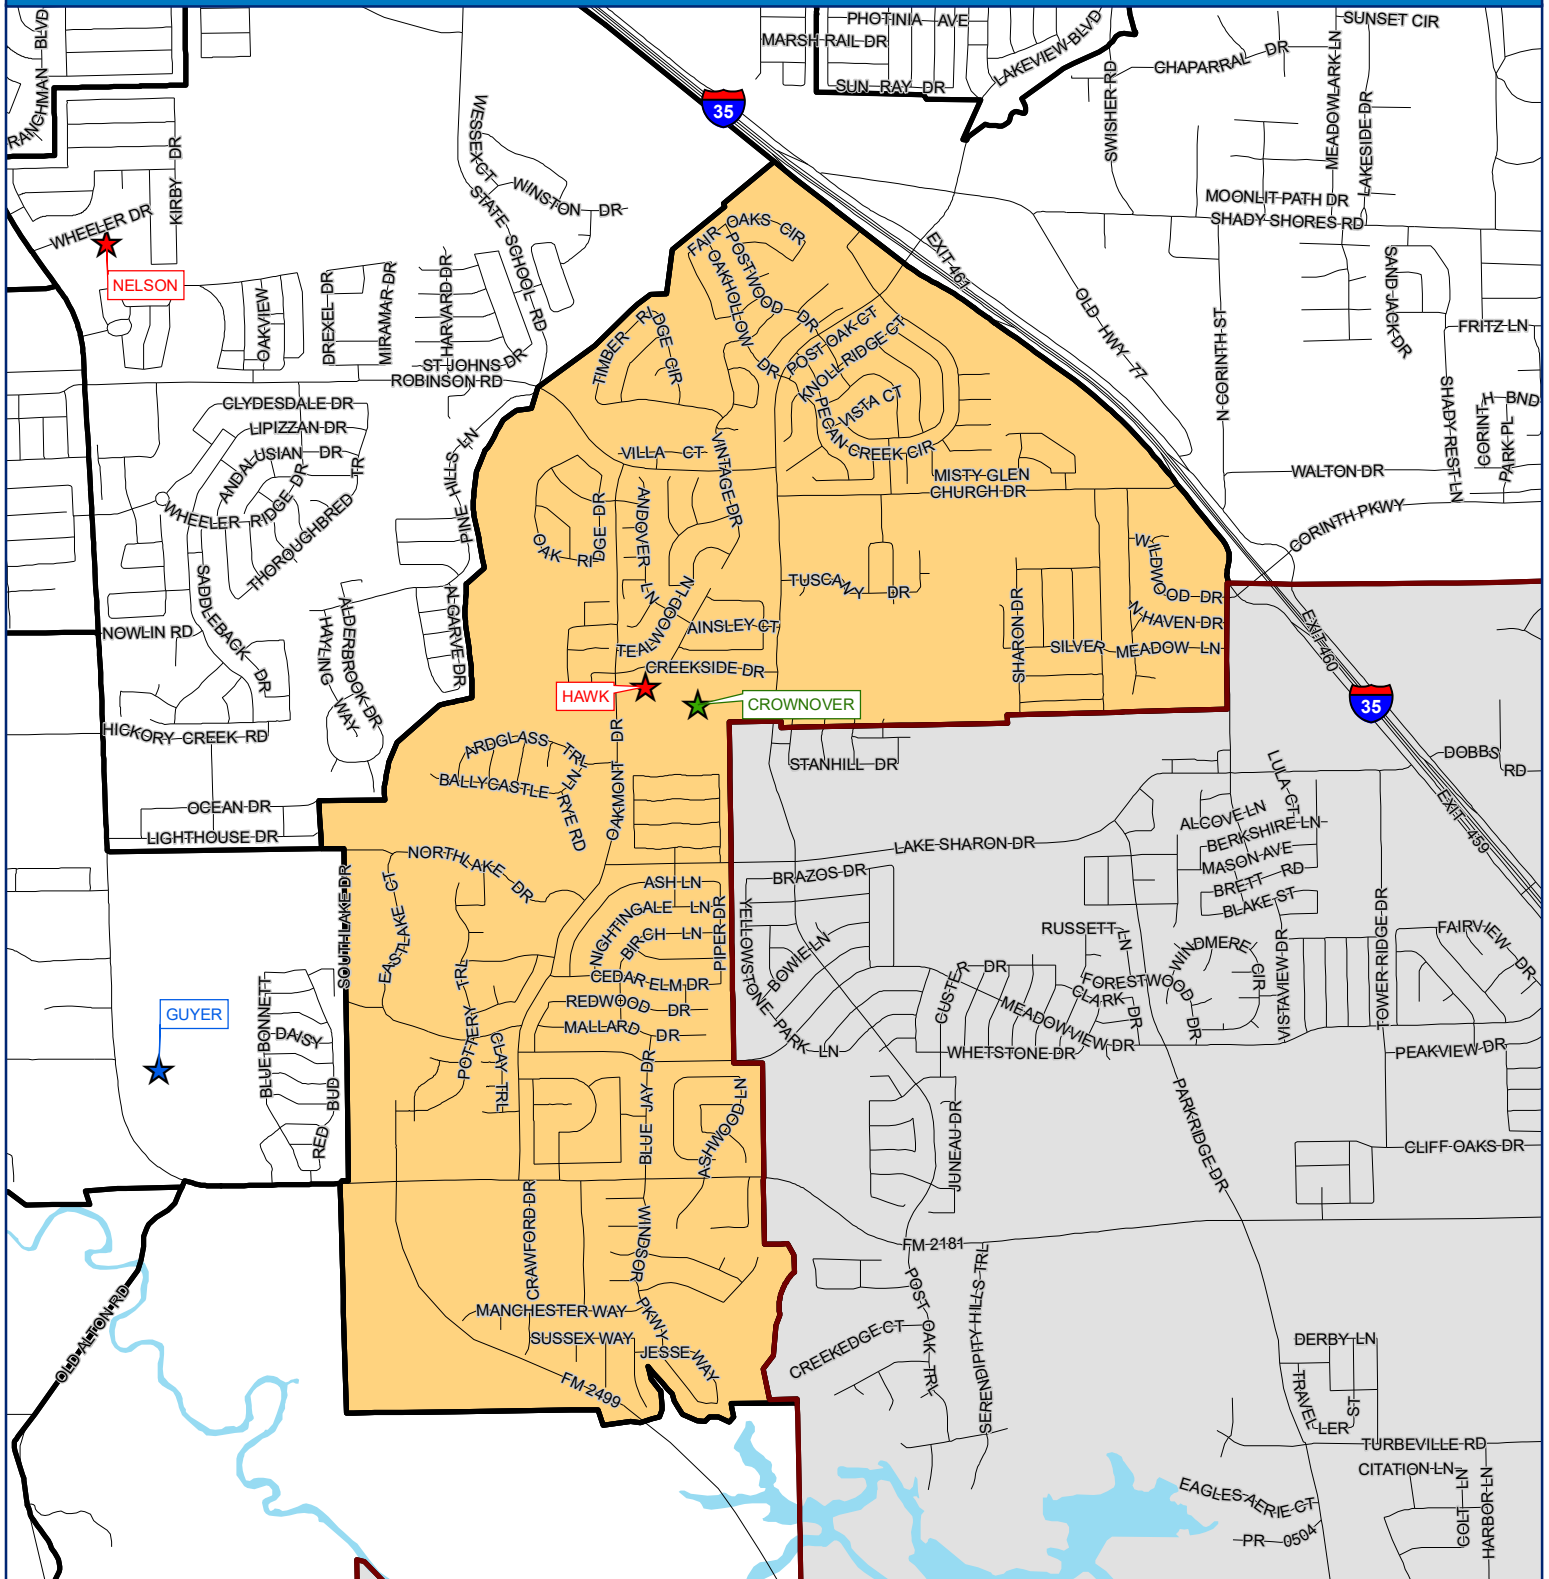 PHOTINIA AVE
MARSH RAIL DR
SUN RAY DR
LAKEVIEW BLVD
SUNSET CIR
CHAPARRAL DR
SWISHER RD
MEADOWLARK LN
LAKESIDE DR
RANCHMAN BLVD
KIRBY DR
WHEELER DR
NELSON
WESSEX CT
WINSTON DR
STATE SCHOOL RD
35
MOONLIT PATH DR
SHADY SHORES RD
EXIT 461
OLD HWY 77
N CORINTH ST
SAND JACK DR
FRITZ LN
SHADY REST LN
H BND
CORINT
PARK PL
WALTON DR
CORINTH PKWY
OAKVIEW
DREXEL DR
MIRAMAR DR
HARVARD DR
ST JOHNS DR
ROBINSON RD
FAIR OAKS CIR
POSTWOOD DR
OAKHOLLOW DR
TIMBER RIDGE CIR
POST OAK CT
KNOLL RIDGE CT
VISTA CT
PECAN CREEK CIR
VILLA CT
VINTAGE DR
MISTY GLEN
CHURCH DR
CLYDESDALE DR
LIPIZZAN DR
ANDALUSIAN DR
WHEELER RIDGE DR
THOROUGHBRED TR
PINE HILLS LN
OAK RIDGE DR
ANDOVER LN
TEALWOOD LN
TUSCANY DR
AINSLEY CT
CREEKSIDE DR
WILDWOOD DR
N HAVEN DR
SHARON DR
SILVER MEADOW LN
SADDLEBACK DR
NOWLIN RD
HAYLING WAY
ALDERBROOK DR
ALGARVE DR
HICKORY CREEK RD
OCEAN DR
LIGHTHOUSE DR
HAWK
CROWNOVER
EXIT 460
35
DOBBS RD
EXIT 459
ARDGLASS TRL
BALLYCASTLE LN
RYE RD
OAKMONT DR
STANHILL DR
LAKE SHARON DR
LULA CT
ALCOVE LN
BERKSHIRE LN
MASON AVE
BRETT RD
BLAKE ST
NORTHLAKE DR
SOUTHLAKE DR
EASTLAKE CT
ASH LN
NIGHTINGALE LN
BIRCH LN
PIPER DR
CEDAR ELM DR
REDWOOD DR
MALLARD DR
BRAZOS DR
BOWIE LN
YELLOWSTONE PARK LN
RUSSETT LN
WINDMERE CIR
FORESTWOOD DR
CLARK DR
CUSTER DR
MEADOWVIEW DR
WHETSTONE DR
VISTAVIEW DR
TOWER RIDGE DR
FAIRVIEW DR
PEAKVIEW DR
CLIFF OAKS DR
GUYER
BLUE BONNETT
DAISY
RED BUD
POTTERY TRL
CLAY TRL
BLUE JAY DR
ASHWOOD LN
JUNEAU DR
PARKRIDGE DR
CRAWFORD DR
WINDSOR PKWY
MANCHESTER WAY
SUSSEX WAY
JESSE WAY
FM 2499
FM 2181
POST OAK TRL
CREEKEDGE CT
SERENDIPITY HILLS TRL
OLD ALTON RD
DERBY LN
TRAVELLER ST
TURBEVILLE RD
CITATION LN
EAGLES AERIE CT
PR 0504
COLT LN
HARBOR LN